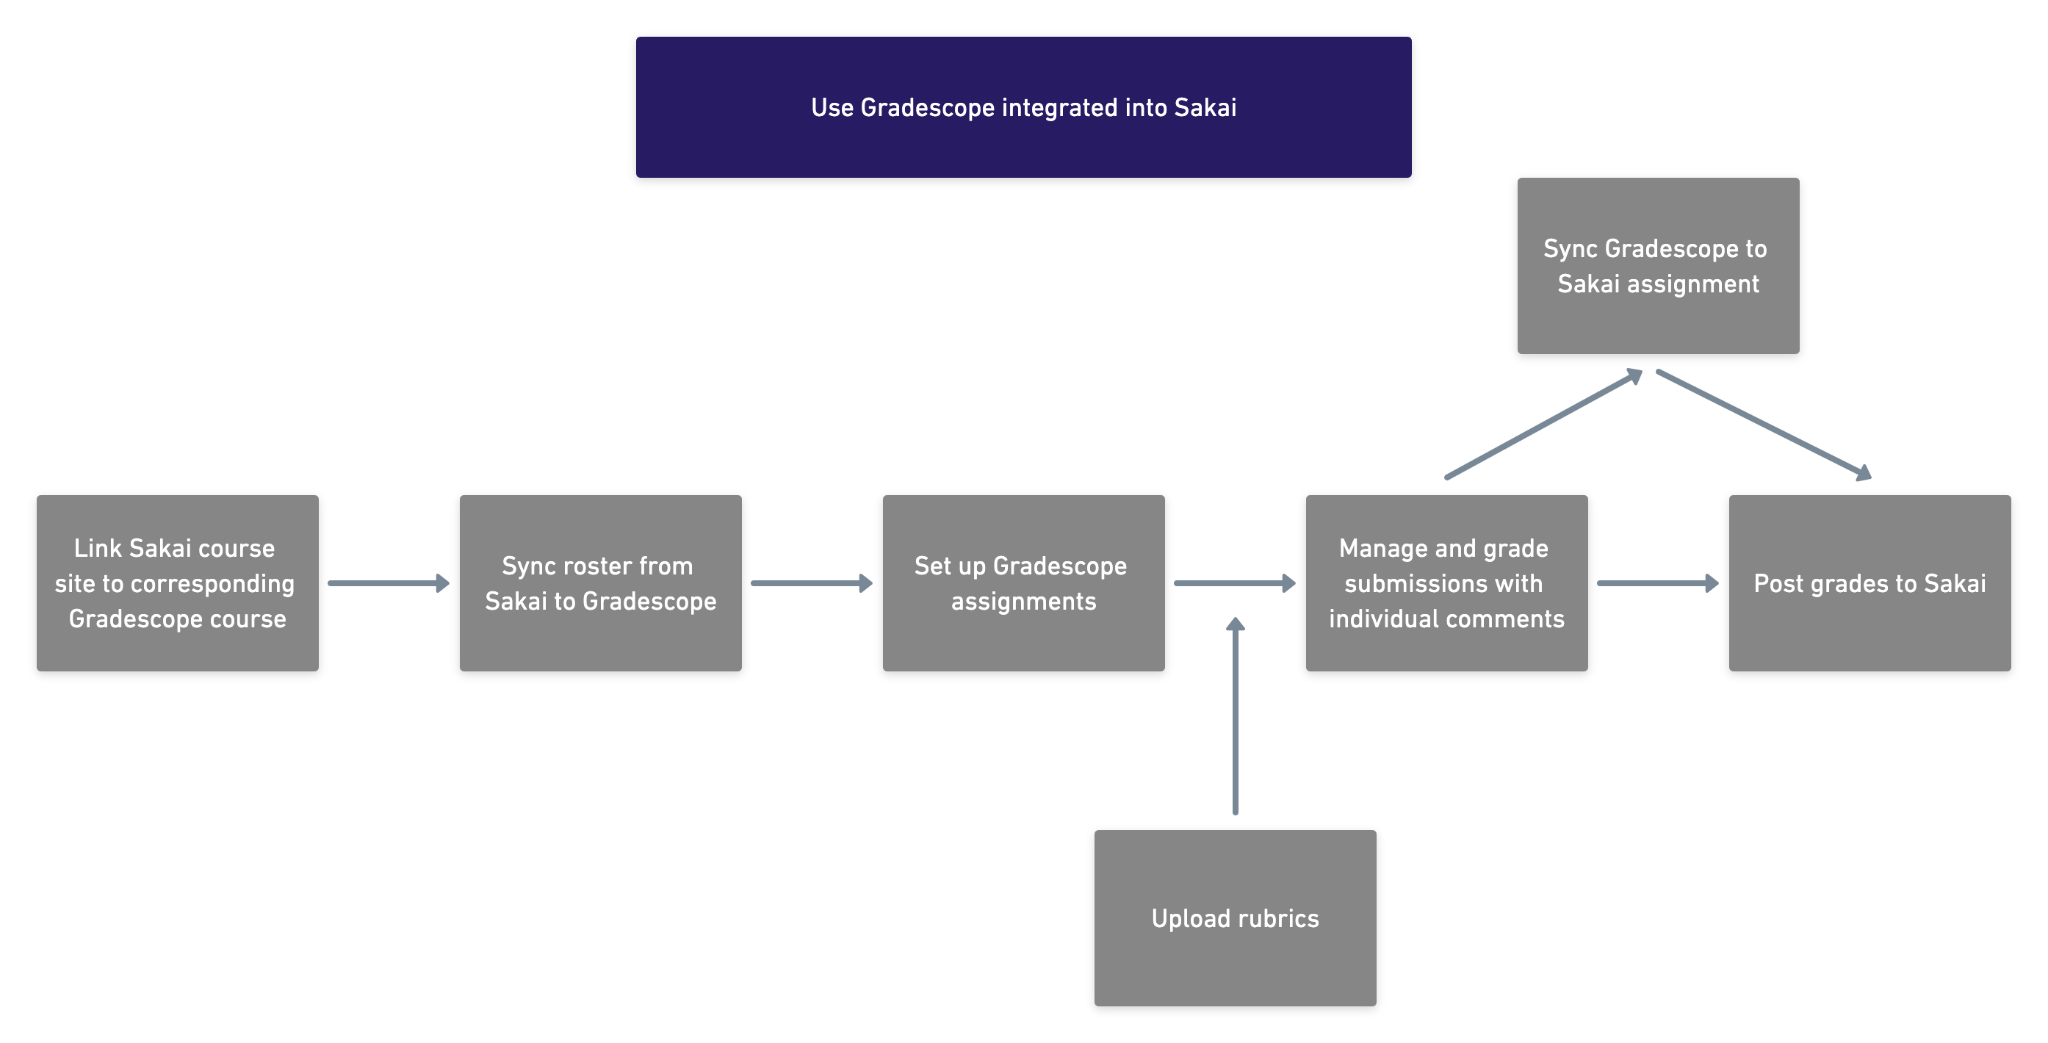 Use Gradescope integrated into Sakai
Sync Gradescope to
Sakai assignment
Link Sakai course
site to corresponding
Gradescope course
Sync roster from
Sakai to Gradescope
Set up Gradescope
assignments
Manage and grade
submissions with
individual comments
Post grades to Sakai
Upload rubrics